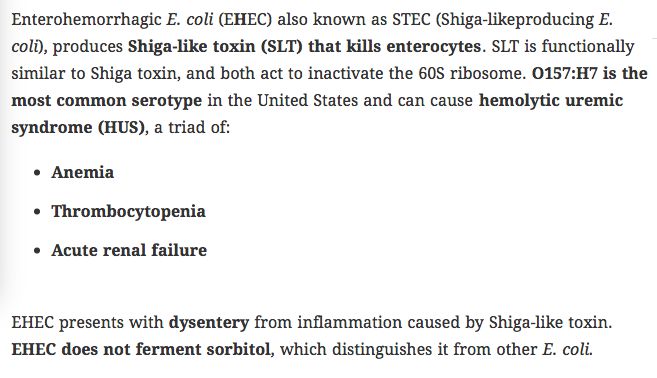 Enterohemorrhagic E. coli (EHEC) also known as STEC (Shiga-likeproducing E.
coli), produces Shiga-like toxin (SLT) that kills enterocytes. SLT is functionally
similar to Shiga toxin, and both act to inactivate the 60S ribosome. O157:H7 is the
most common serotype in the United States and can cause hemolytic uremic
syndrome (HUS), a triad of:
• Anemia
• Thrombocytopenia
• Acute renal failure
EHEC presents with dysentery from inflammation caused by Shiga-like toxin.
EHEC does not ferment sorbitol, which distinguishes it from other E. coli.